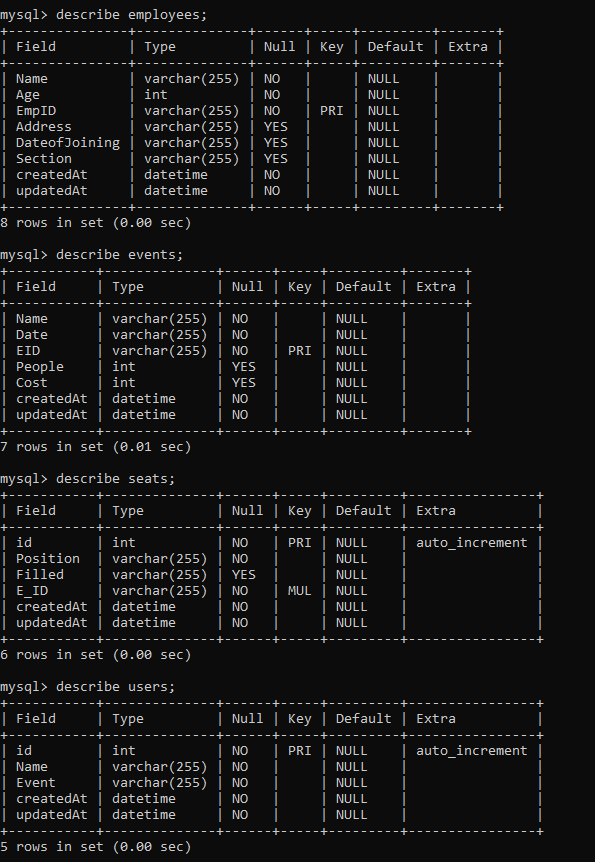 mysql> describe employees;
+---------------+--------------+------+-----+---------+-------+
| Field         | Type         | Null | Key | Default | Extra |
+---------------+--------------+------+-----+---------+-------+
| Name          | varchar(255) | NO   |     | NULL    |       |
| Age           | int          | NO   |     | NULL    |       |
| EmpID         | varchar(255) | NO   | PRI | NULL    |       |
| Address       | varchar(255) | YES  |     | NULL    |       |
| DateofJoining | varchar(255) | YES  |     | NULL    |       |
| Section       | varchar(255) | YES  |     | NULL    |       |
| createdAt     | datetime     | NO   |     | NULL    |       |
| updatedAt     | datetime     | NO   |     | NULL    |       |
+---------------+--------------+------+-----+---------+-------+
8 rows in set (0.00 sec)

mysql> describe events;
+-----------+--------------+------+-----+---------+-------+
| Field     | Type         | Null | Key | Default | Extra |
+-----------+--------------+------+-----+---------+-------+
| Name      | varchar(255) | NO   |     | NULL    |       |
| Date      | varchar(255) | NO   |     | NULL    |       |
| EID       | varchar(255) | NO   | PRI | NULL    |       |
| People    | int          | YES  |     | NULL    |       |
| Cost      | int          | YES  |     | NULL    |       |
| createdAt | datetime     | NO   |     | NULL    |       |
| updatedAt | datetime     | NO   |     | NULL    |       |
+-----------+--------------+------+-----+---------+-------+
7 rows in set (0.01 sec)

mysql> describe seats;
+-----------+--------------+------+-----+---------+----------------+
| Field     | Type         | Null | Key | Default | Extra          |
+-----------+--------------+------+-----+---------+----------------+
| id        | int          | NO   | PRI | NULL    | auto_increment |
| Position  | varchar(255) | NO   |     | NULL    |                |
| Filled    | varchar(255) | YES  |     | NULL    |                |
| E_ID      | varchar(255) | NO   | MUL | NULL    |                |
| createdAt | datetime     | NO   |     | NULL    |                |
| updatedAt | datetime     | NO   |     | NULL    |                |
+-----------+--------------+------+-----+---------+----------------+
6 rows in set (0.00 sec)

mysql> describe users;
+-----------+--------------+------+-----+---------+----------------+
| Field     | Type         | Null | Key | Default | Extra          |
+-----------+--------------+------+-----+---------+----------------+
| id        | int          | NO   | PRI | NULL    | auto_increment |
| Name      | varchar(255) | NO   |     | NULL    |                |
| Event     | varchar(255) | NO   |     | NULL    |                |
| createdAt | datetime     | NO   |     | NULL    |                |
| updatedAt | datetime     | NO   |     | NULL    |                |
+-----------+--------------+------+-----+---------+----------------+
5 rows in set (0.00 sec)